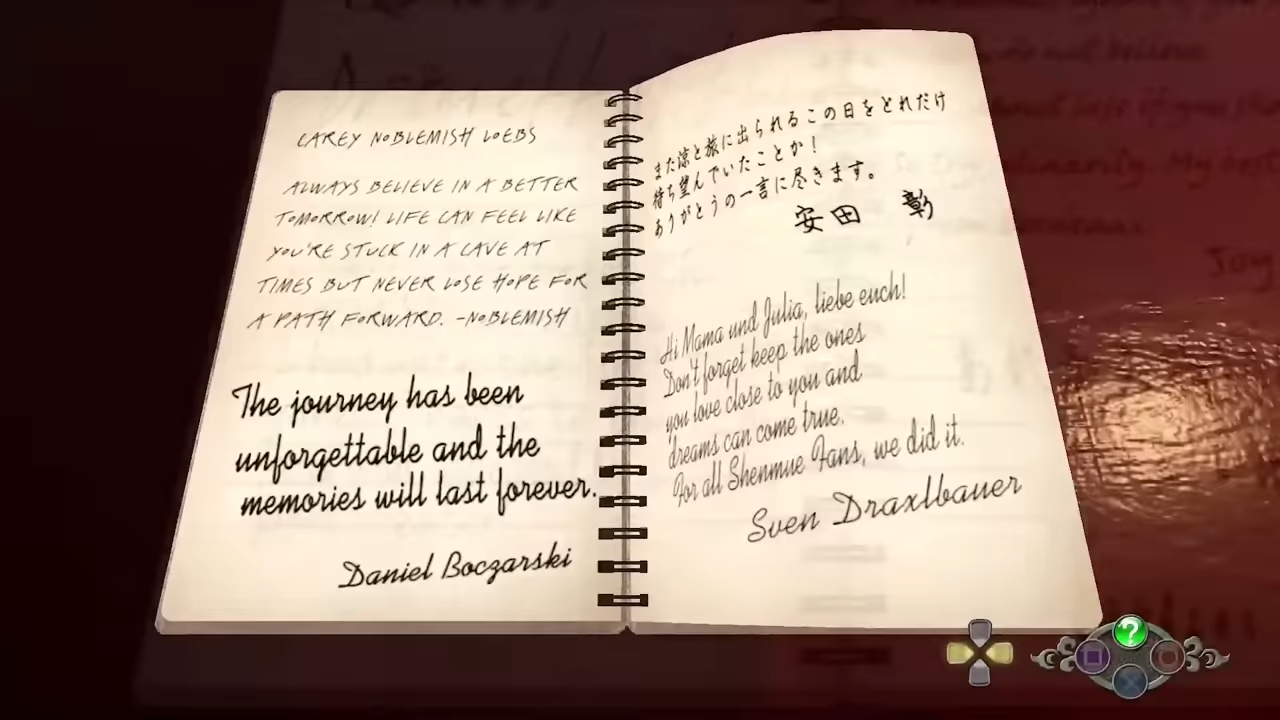 CAREY NOBLEMISH LOEBS
ALWAYS BELIEVE IN A BETTER
TOMORROW! LIFE CAN FEEL LIKE
YOU'RE STUCK IN A CAVE AT
TIMES BUT NEVER LOSE HOPE FOR
A PATH FORWARD. -NOBLEMISH
The journey has been
unforgettable and the
memories will last forever.
Daniel Boczarski
また涼と旅に出られるこの日をどれだけ
待ち望んでいたことか！
ありがとうの一言に尽きます。
安田 彰
Hi Mama und Julia, liebe euch!
Don't forget keep the ones
you love close to you and
dreams can come true.
For all Shenmue Fans, we did it.
Sven Draxlbauer
?